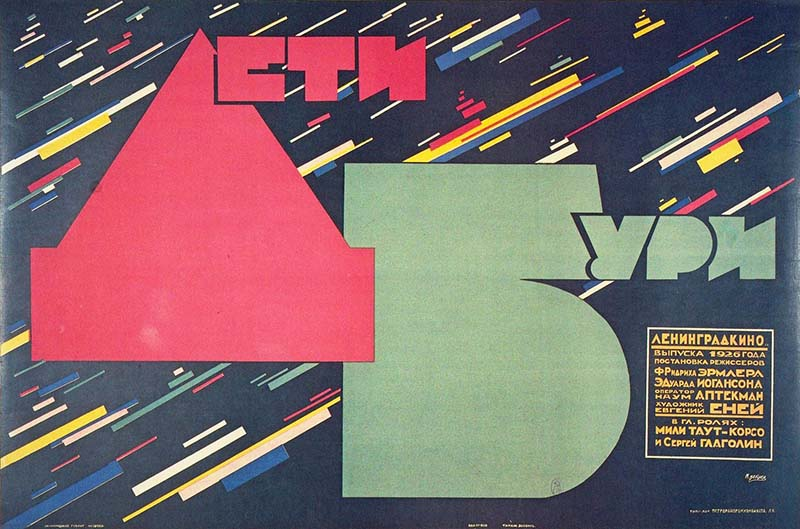 ДЕТИ
БУРИ
ЛЕНИНГРАДКИНО.
ВЫПУСКА 1926 ГОДА
ПОСТАНОВКА РЕЖИССЕРОВ
ФРИДРИХА ЭРМЛЕРА
ЭДУАРДА ИОГАНСОНА
ОПЕРАТОР
НАУМ АПТЕКМАН
ХУДОЖНИК
ЕВГЕНИЙ ЕНЕЙ
В ГЛ. РОЛЯХ:
МИЛИ ТАУТ-КОРСО
И СЕРГЕЙ ГЛАГОЛИН